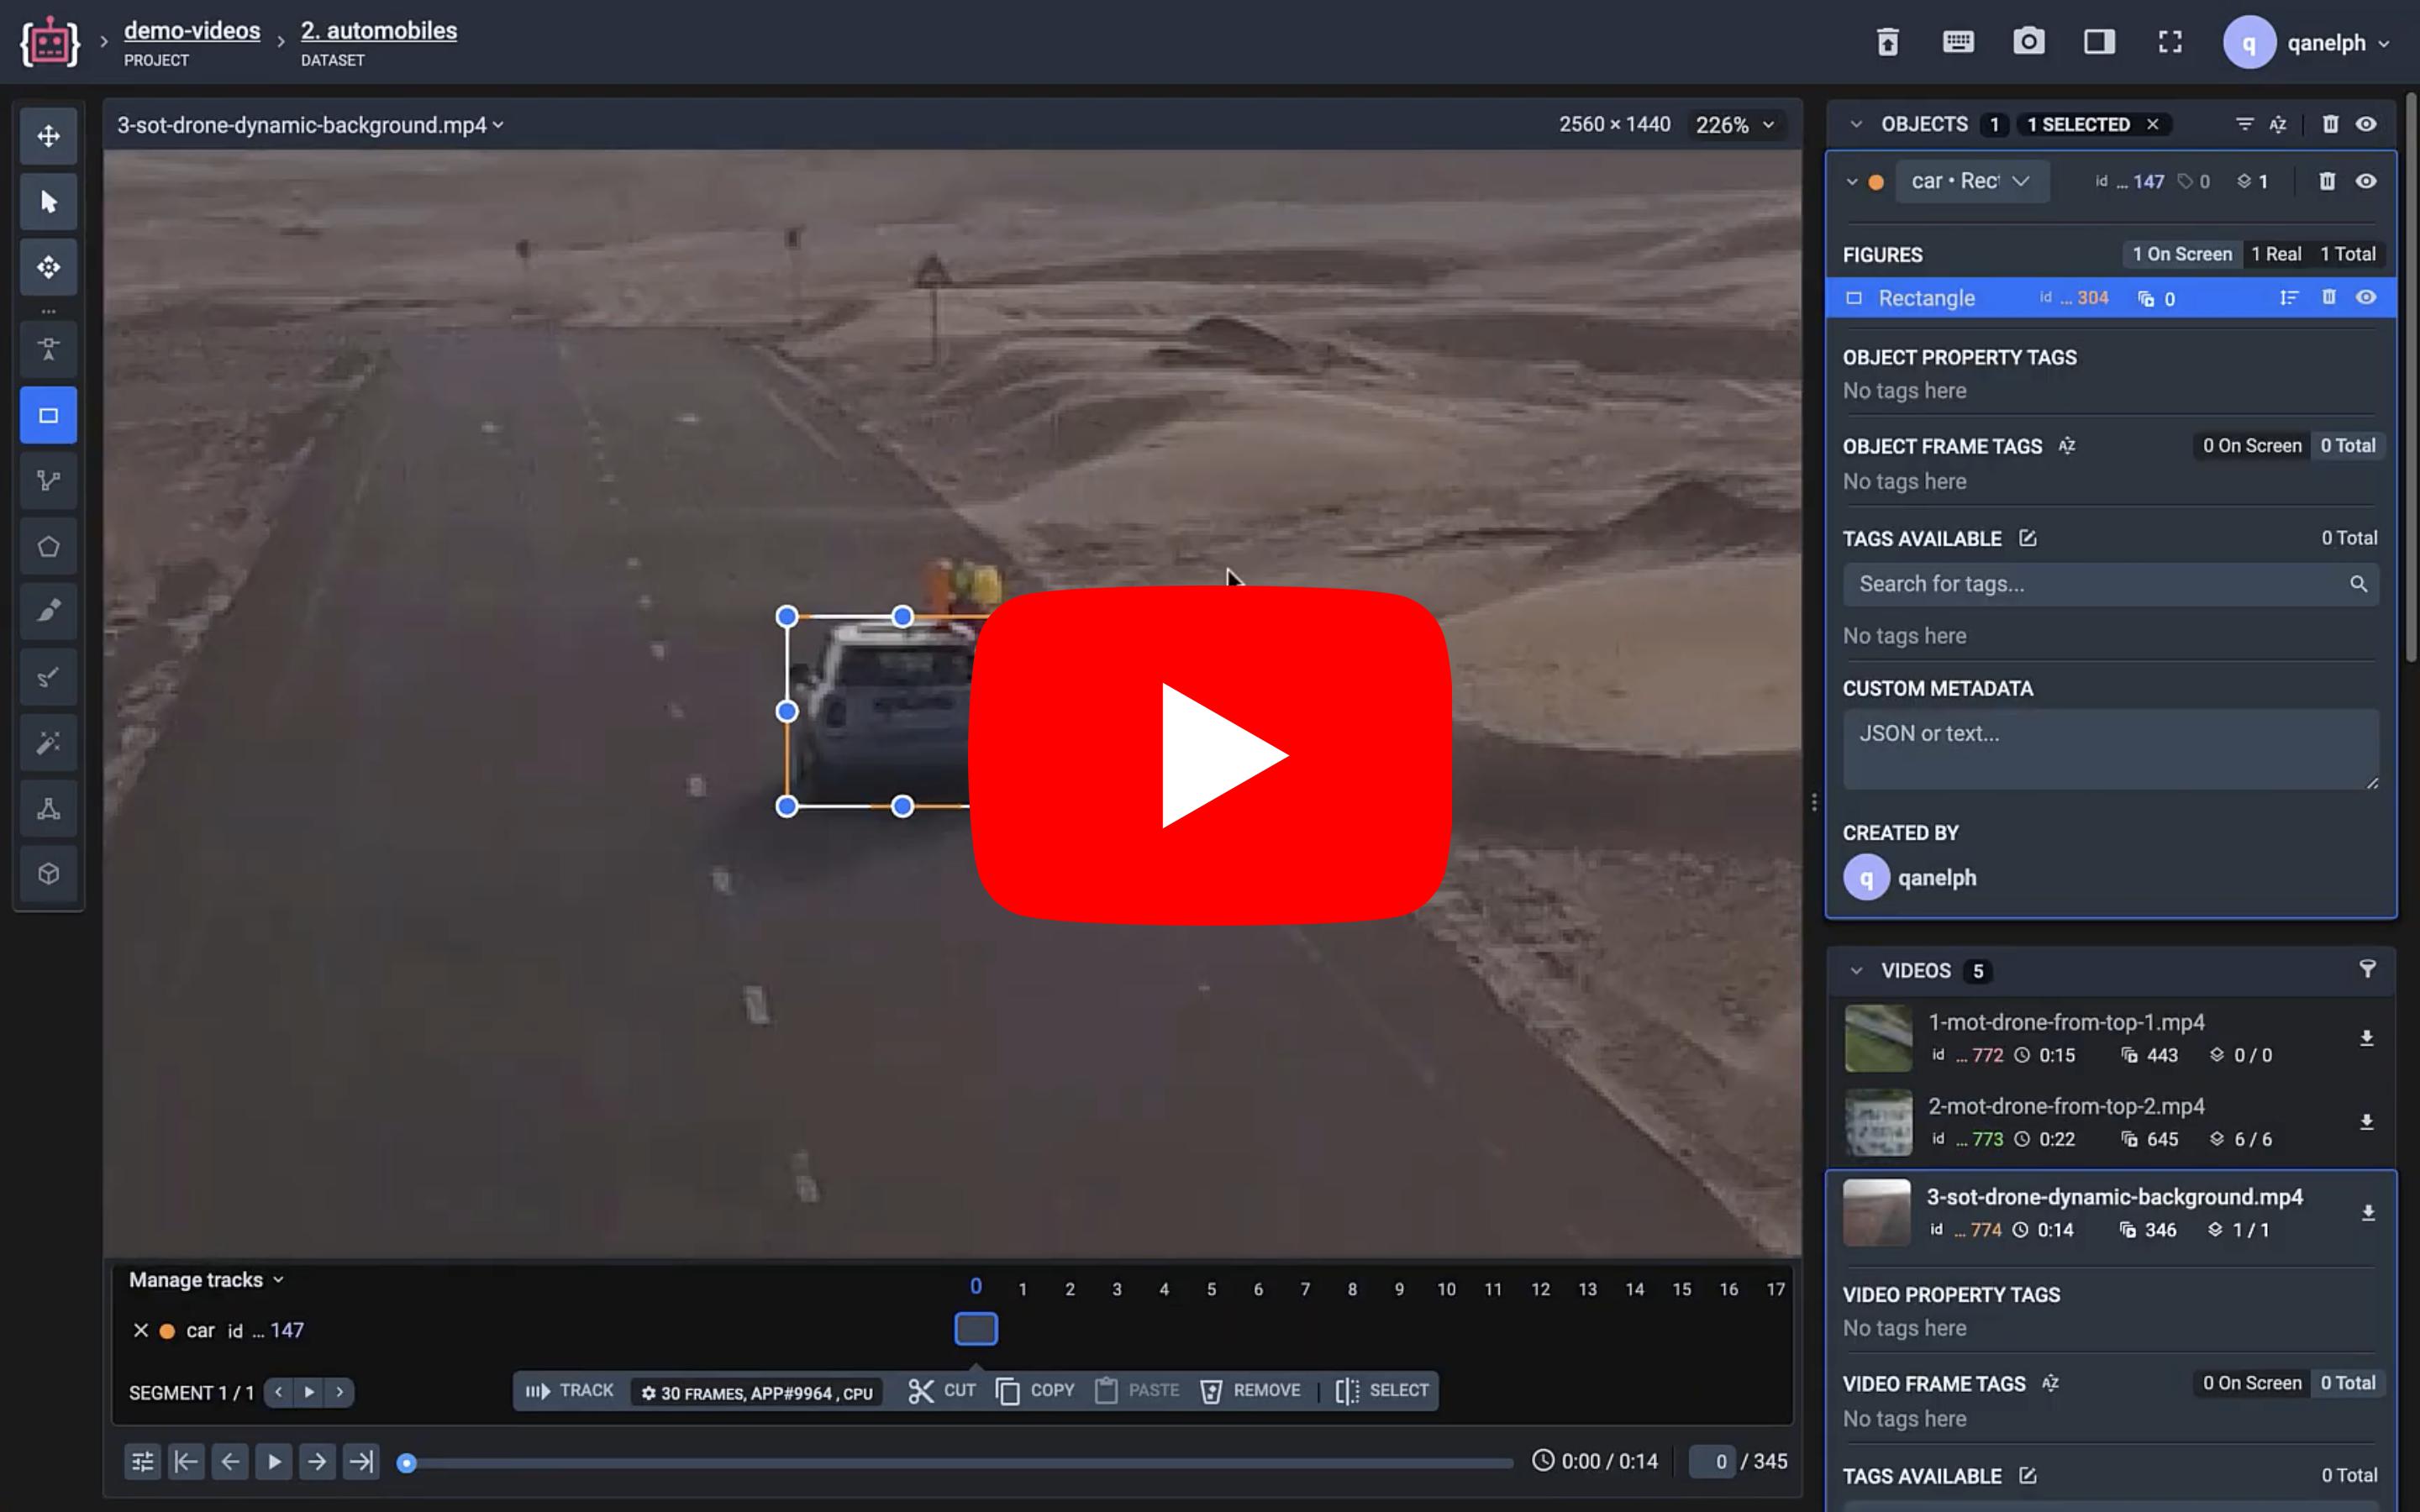 demo-videos
PROJECT
2. automobiles
DATASET
q
qanelph
3-sot-drone-dynamic-background.mp4
2560 × 1440
226%
OBJECTS 1 1 SELECTED
car • Rec
id ... 147 0 1
FIGURES
1 On Screen 1 Real 1 Total
Rectangle id ... 304 0
OBJECT PROPERTY TAGS
No tags here
OBJECT FRAME TAGS
0 On Screen 0 Total
No tags here
TAGS AVAILABLE
0 Total
Search for tags...
No tags here
CUSTOM METADATA
JSON or text...
CREATED BY
q qanelph
VIDEOS 5
1-mot-drone-from-top-1.mp4
id ... 772 0:15 443 0 / 0
2-mot-drone-from-top-2.mp4
id ... 773 0:22 645 6 / 6
3-sot-drone-dynamic-background.mp4
id ... 774 0:14 346 1 / 1
VIDEO PROPERTY TAGS
No tags here
VIDEO FRAME TAGS
0 On Screen 0 Total
No tags here
TAGS AVAILABLE
0 Total
Manage tracks
0 1 2 3 4 5 6 7 8 9 10 11 12 13 14 15 16 17
car id ... 147
SEGMENT 1 / 1
TRACK
30 FRAMES, APP#9964 , CPU
CUT
COPY
PASTE
REMOVE
SELECT
0:00 / 0:14
0 / 345